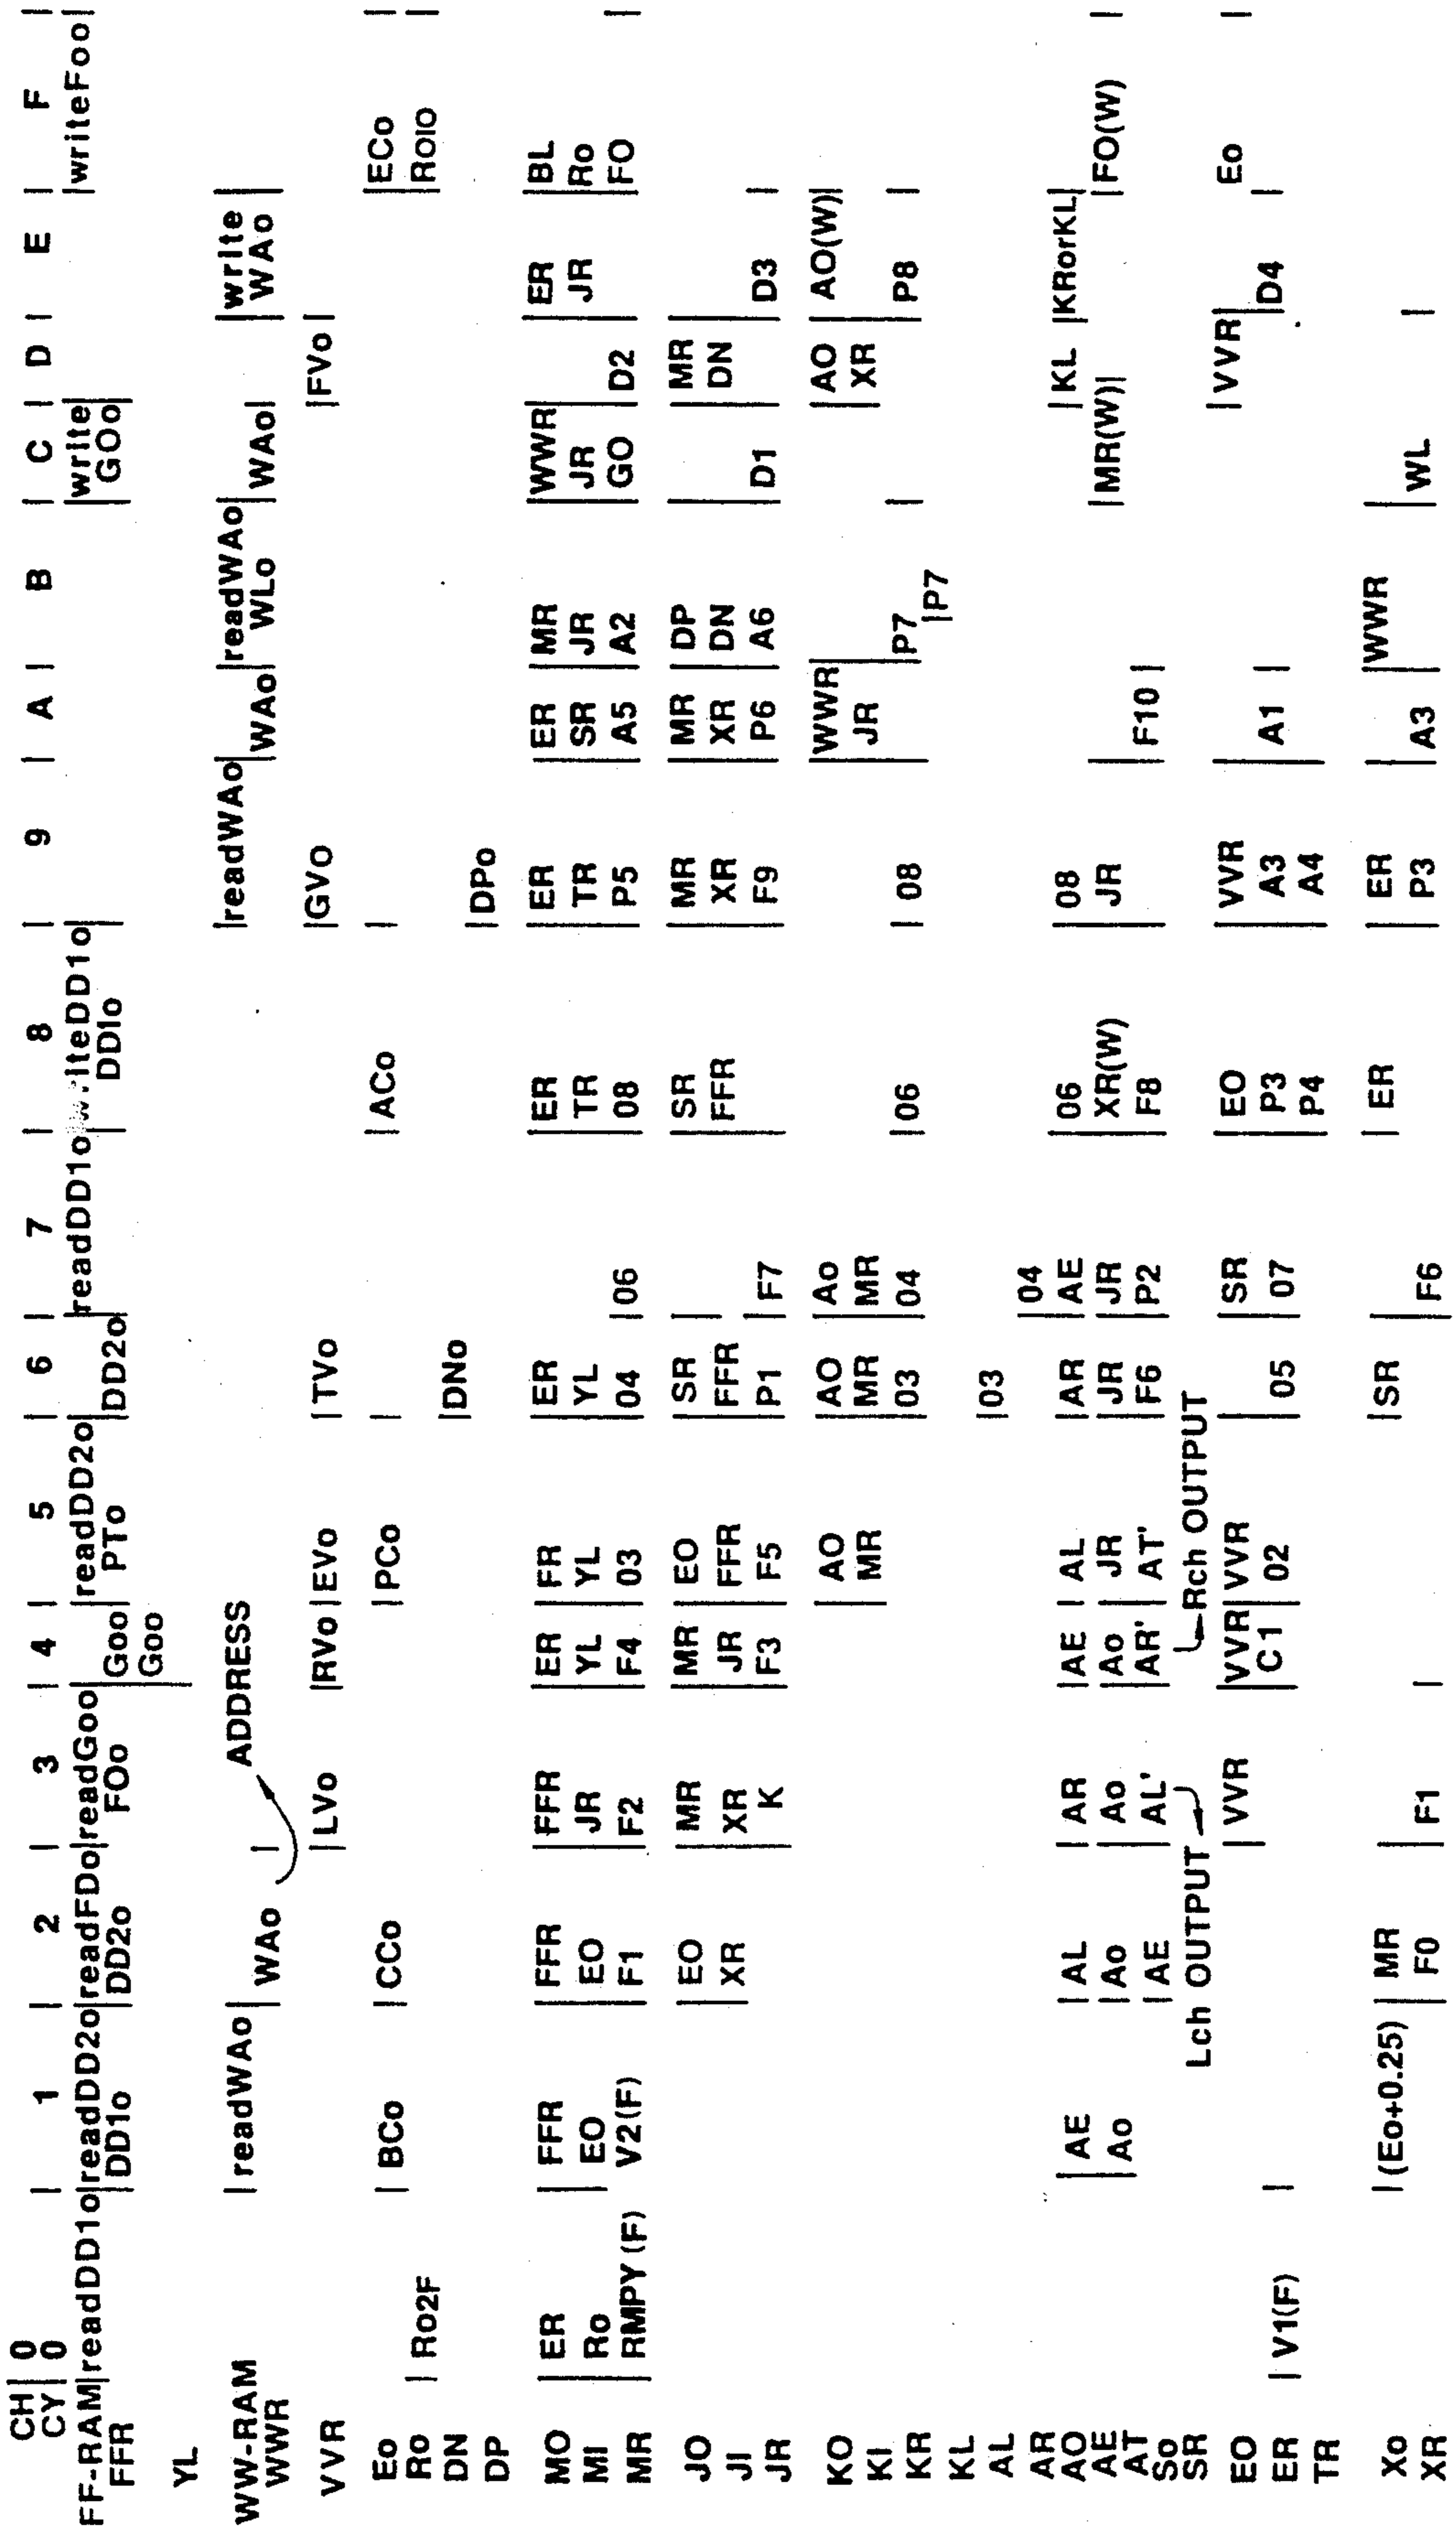 CH| 0
CY| 0 | 1 | 2 | 3 | 4 | 5 | 6 | 7 | 8 | 9 | A | B | C | D | E | F |
FF-RAM|readDD1o|readDD2o|readFDo|readGoo| |readDD2o| |readDD1o|writeDD1o| |write| |writeFoo|
FFR DD1o | DD2o FOo |Goo PTo |DD2o| | DDIo | GOo|
YL Goo
WW-RAM |readWAo| ADDRESS |readWAo| |readWAo| |write|
WWR | WAo | |WAo| WLo |WAo| WAo |
VVR |LVo |RVo|EVo |TVo |GVO |FVo|
Eo | BCo |CCo |PCo | |ACo | |ECo |
Ro |Ro2F |ROIO |
DN |DNo
DP |DPo
MO | ER | FFR |FFR |FFR |ER |FR |ER |ER |ER |ER |MR |WWR| |ER |BL
MI | Ro | EO |EO |JR |YL |YL |YL |TR |TR |SR |JR |JR |JR |Ro
MR | RMPY (F) V2(F) |F1 |F2 |F4 |03 |04 |06 08 |P5 |A5 |A2 |GO |D2 | |FO |
JO |EO |MR |MR |EO |SR | |SR |MR |MR |DP | |MR |
JI |XR |XR |JR |FFR FFR | |FFR |XR |XR |DN |DN
JR K |F3 |F5 |P1 |F7 | F9 |P6 |A6 |D1 | |D3 |
KO |AO |AO |Ao |WWR| |AO |AO(W)|
KI |MR MR MR JR | |XR |
KR |03 04 |06 |08 | |P7 | |P8 |
KL |P7
AL |03
AR |04
AO | AE |AL |AR |AE |AL |AR |AE |06 |08 |KL |KRorKL|
AE | Ao |Ao |Ao |Ao |JR |JR |JR |XR(W) JR | |MR(W)| |FO(W) |
AT |AE AL' |AR' |AT' |F6 |P2 |F8 | |F10 |
So
SR Lch OUTPUT Rch OUTPUT
EO |VVR |VVR|VVR | |SR |EO |VVR | |VVR| Eo |
ER |V1(F) | C1 |02 |05 |07 P3 A3 |A1 | |D4 |
TR P4 | A4 |
Xo |(Eo+0.25) | MR | |SR | |ER |ER | |WWR |
XR |F0 |F1 | |F6 P3 |A3 | |WL |